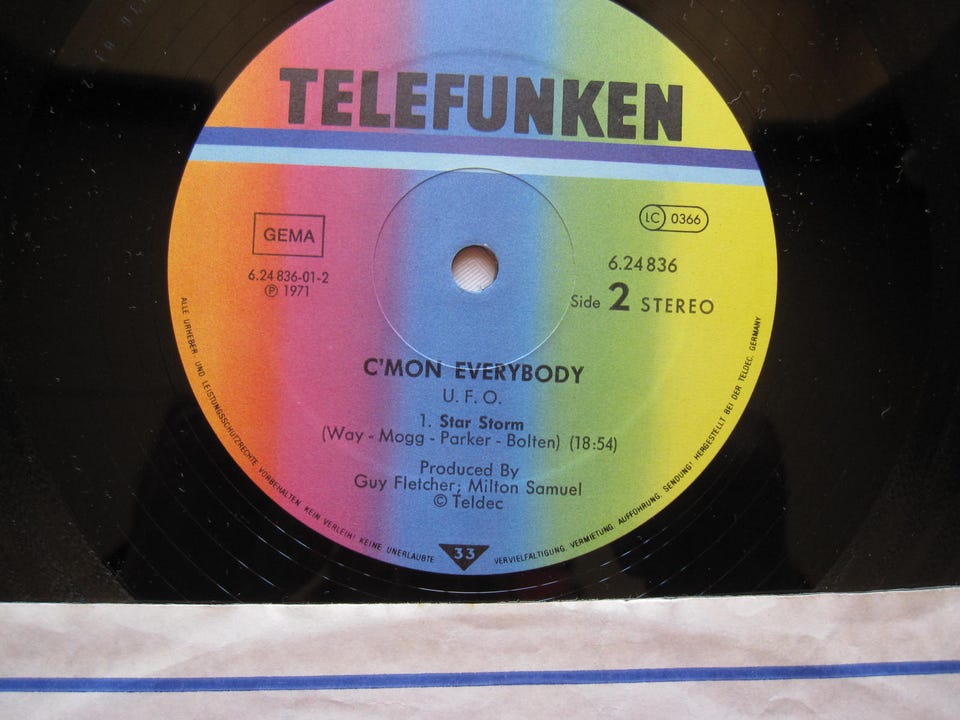 TELEFUNKEN
GEMA
LC 0366
6.24 836-01-2
℗ 1971
6.24836
Side 2 STEREO
C'MON EVERYBODY
U. F. O.
1. Star Storm
(Way - Mogg - Parker - Bolten) (18:54)
Produced By
Guy Fletcher; Milton Samuel
© Teldec
33
ALLE URHEBER- UND LEISTUNGSSCHUTZRECHTE VORBEHALTEN KEIN VERLEIH! KEINE UNERLAUBTE VERVIELFÄLTIGUNG, VERMIETUNG, AUFFÜHRUNG, SENDUNG! HERGESTELLT BEI DER TELDEC, GERMANY